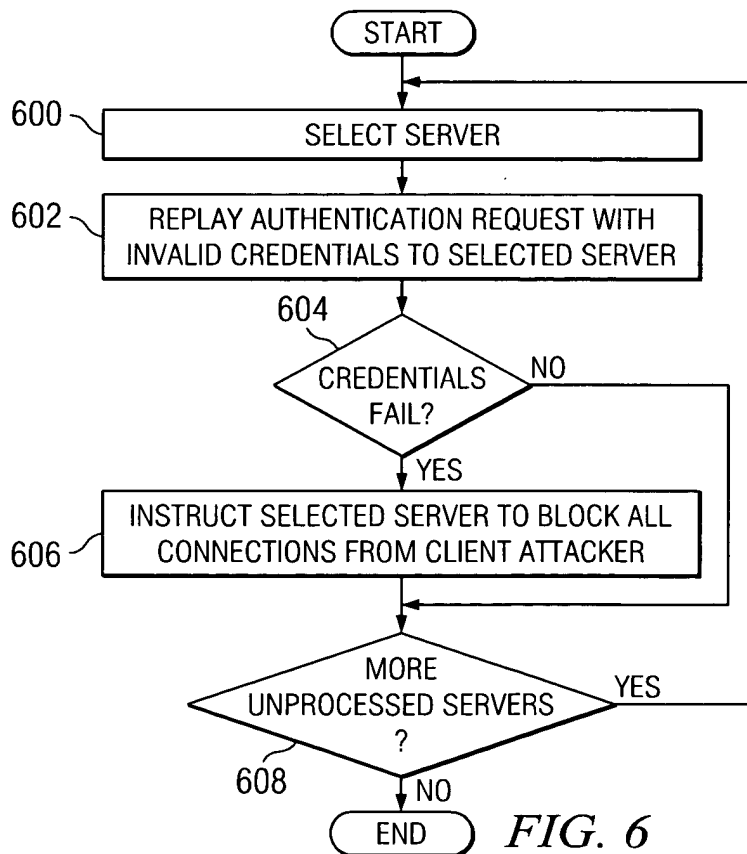 START
600
SELECT SERVER
602
REPLAY AUTHENTICATION REQUEST WITH
INVALID CREDENTIALS TO SELECTED SERVER
604
CREDENTIALS
FAIL?
NO
YES
606
INSTRUCT SELECTED SERVER TO BLOCK ALL
CONNECTIONS FROM CLIENT ATTACKER
MORE
UNPROCESSED SERVERS
?
YES
608
NO
END
FIG. 6